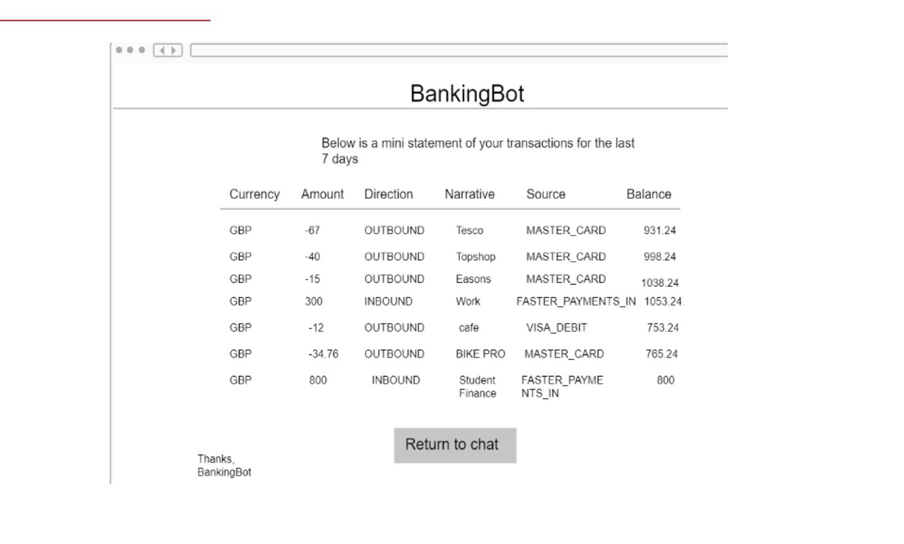 BankingBot
Below is a mini statement of your transactions for the last
7 days
Currency Amount Direction Narrative Source Balance
GBP -67 OUTBOUND Tesco MASTER_CARD 931.24
GBP -40 OUTBOUND Topshop MASTER_CARD 998.24
GBP -15 OUTBOUND Easons MASTER_CARD 1038.24
GBP 300 INBOUND Work FASTER_PAYMENTS_IN 1053.24.
GBP -12 OUTBOUND cafe VISA_DEBIT 753.24
GBP -34.76 OUTBOUND BIKE PRO MASTER_CARD 765.24
GBP 800 INBOUND Student FASTER_PAYME 800
Finance NTS_IN
Return to chat
Thanks,
BankingBot